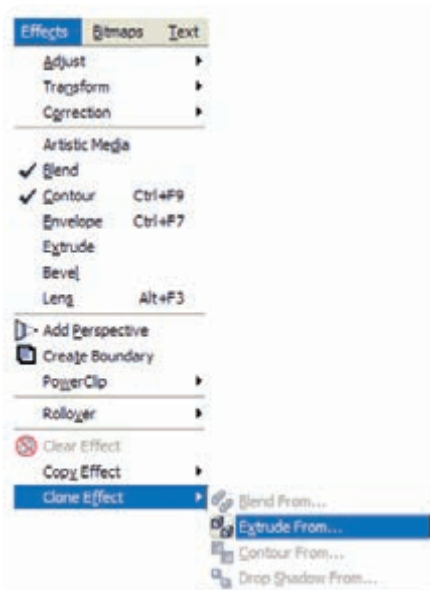 Effects Bitmaps Text
Adjust
Transform
Correction
Artistic Media
Blend
Contour Ctrl+F9
Envelope Ctrl+F7
Extrude
Bevel
Lens Alt+F3
Add Perspective
Create Boundary
PowerClip
Rollover
Clear Effect
Copy Effect
Clone Effect
Blend From...
Extrude From...
Contour From...
Drop Shadow From...